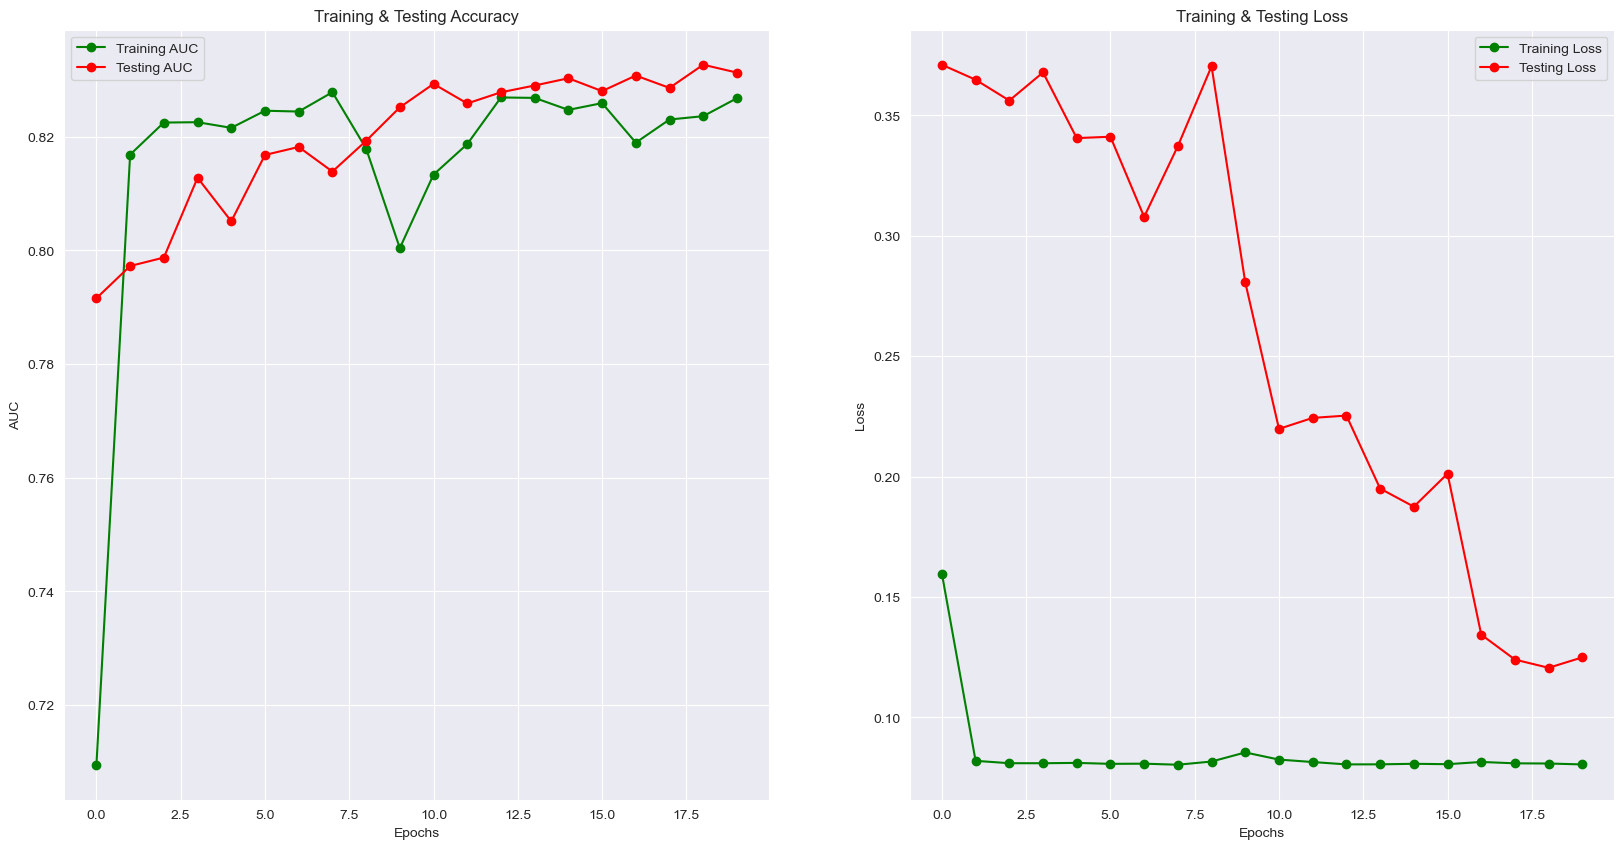 Training & Testing Accuracy
Training AUC
Testing AUC
0.82
0.80
0.78
0.76
0.74
0.72
AUC
0.0 2.5 5.0 7.5 10.0 12.5 15.0 17.5
Epochs
Training & Testing Loss
Training Loss
Testing Loss
0.35
0.30
0.25
0.20
0.15
0.10
Loss
0.0 2.5 5.0 7.5 10.0 12.5 15.0 17.5
Epochs